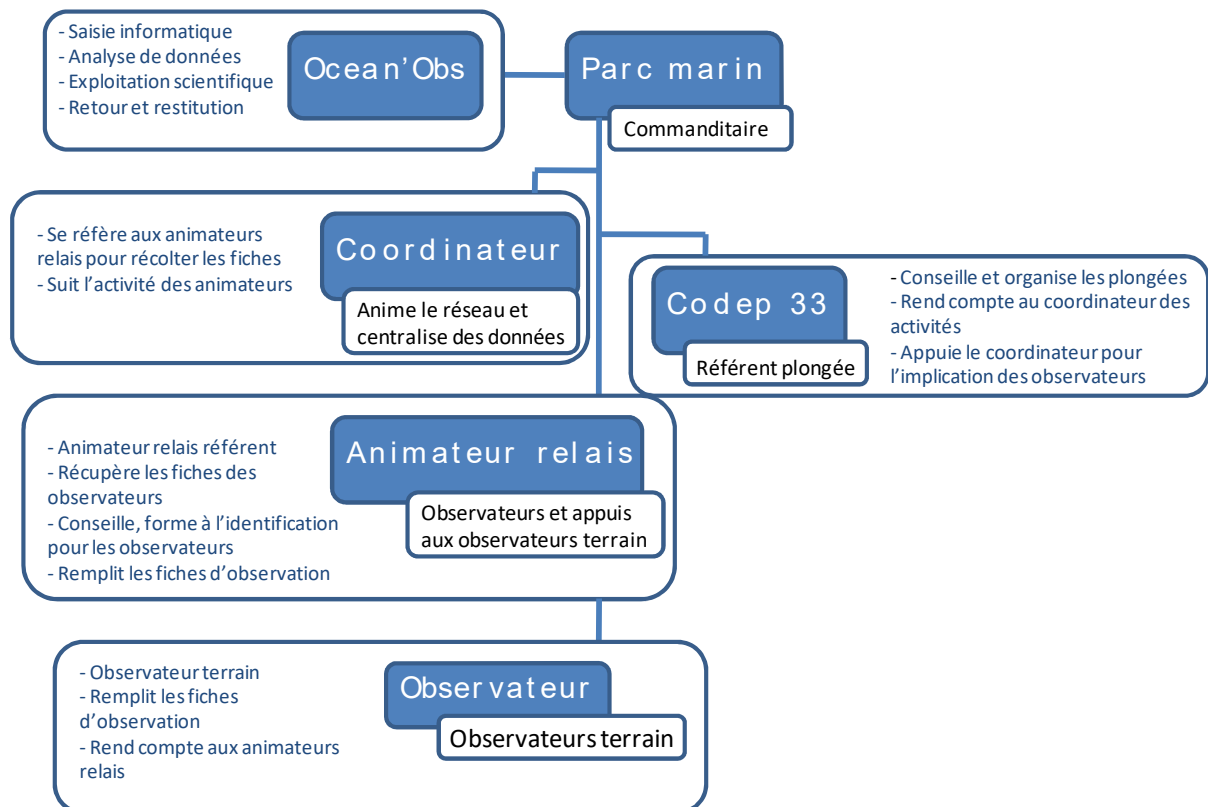 - Saisie informatique
- Analyse de données
- Exploitation scientifique
- Retour et restitution
Ocean’Obs
Parc marin
Commanditaire
- Se réfère aux animateurs
relais pour récolter les fiches
- Suit l’activité des animateurs
Coordinateur
Anime le réseau et
centralise des données
Codep 33
Référent plongée
- Conseille et organise les plongées
- Rend compte au coordinateur des
activités
- Appuie le coordinateur pour
l’implication des observateurs
- Animateur relais référent
- Récupère les fiches des
observateurs
- Conseille, forme à l’identification
pour les observateurs
- Remplit les fiches d’observation
Animateur relais
Observateurs et appuis
aux observateurs terrain
- Observateur terrain
- Remplit les fiches
d’observation
- Rend compte aux animateurs
relais
Observateur
Observateurs terrain